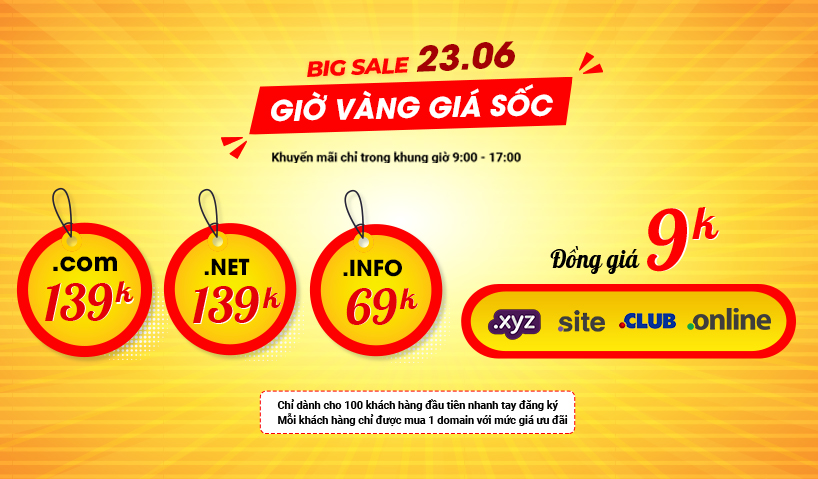 BIG SALE 23.06
GIỜ VÀNG GIÁ SỐC
Khuyến mãi chỉ trong khung giờ 9:00 - 17:00
.com
139k
.NET
139k
.INFO
69k
Đồng giá 9k
.xyz .site .CLUB .online
Chỉ dành cho 100 khách hàng đầu tiên nhanh tay đăng ký
Mỗi khách hàng chỉ được mua 1 domain với mức giá ưu đãi